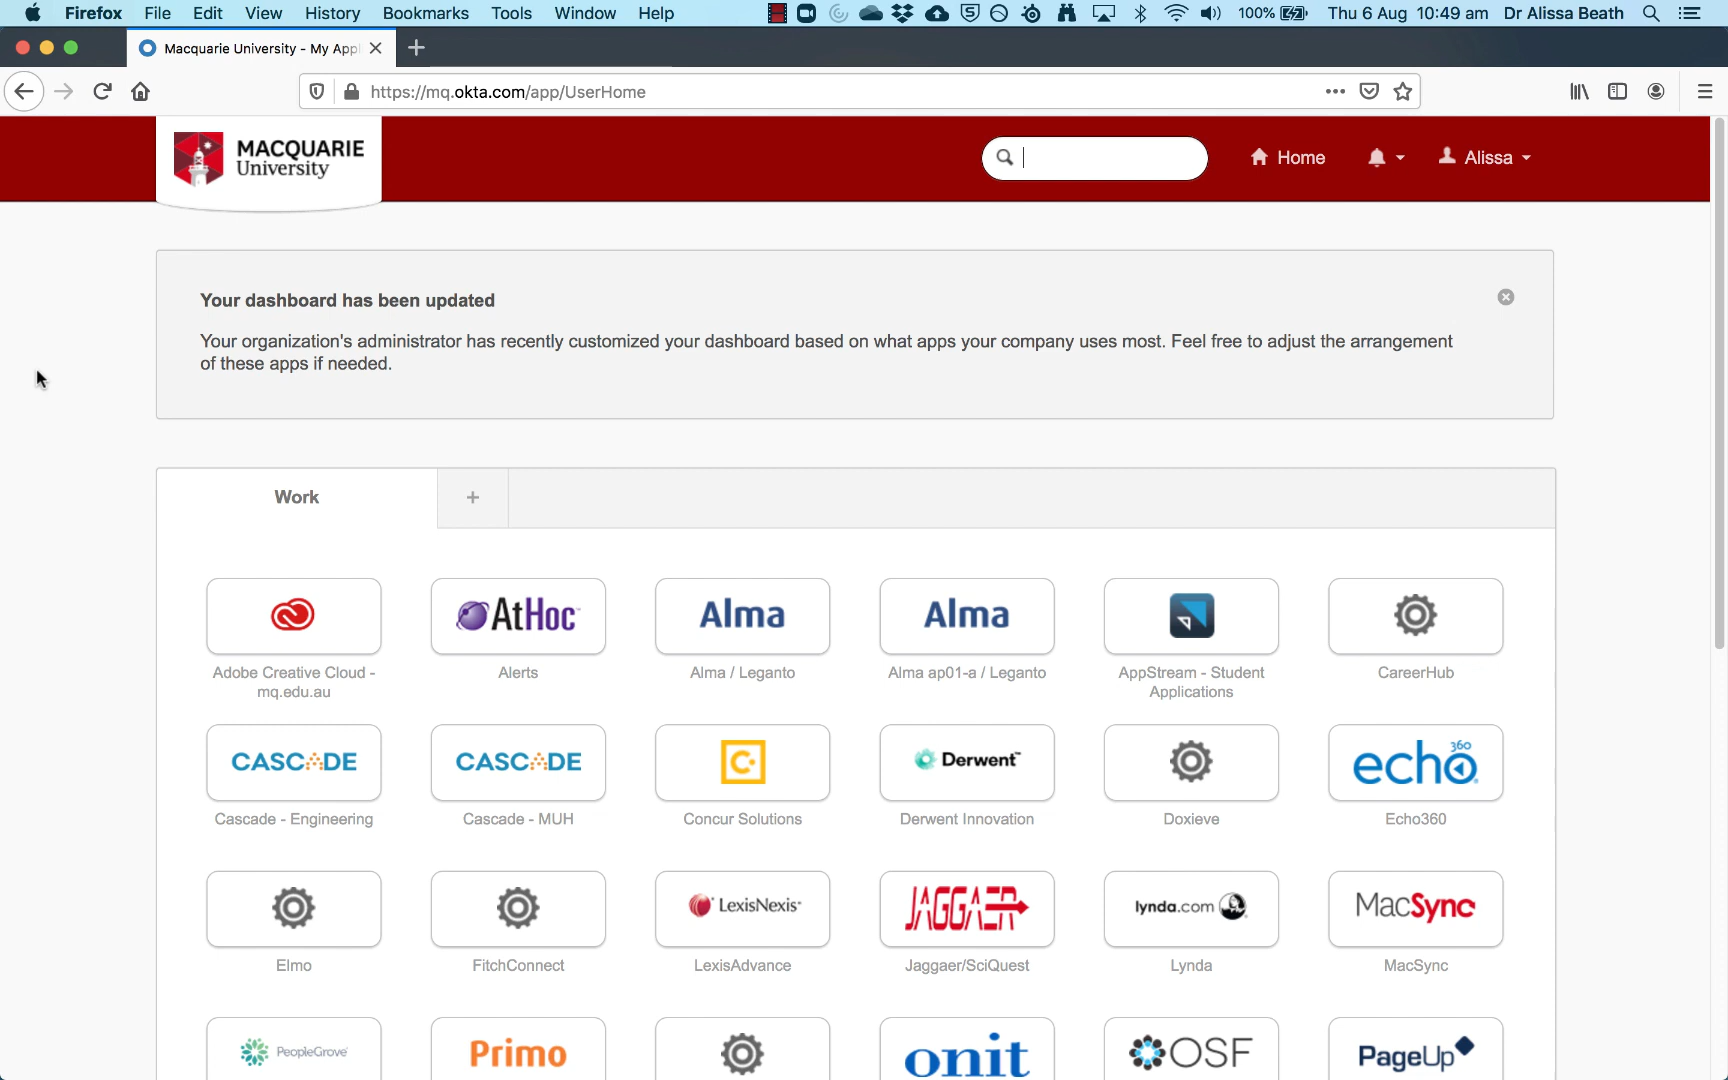 Firefox File Edit View History Bookmarks Tools Window Help 100% Thu 6 Aug 10:49 am Dr Alissa Beath
Macquarie University - My Appl
https://mq.okta.com/app/UserHome
MACQUARIE
University
Home
Alissa
Your dashboard has been updated
Your organization's administrator has recently customized your dashboard based on what apps your company uses most. Feel free to adjust the arrangement
of these apps if needed.
Work
+
AtHoc
Alma
Alma
Adobe Creative Cloud -
mq.edu.au
Alerts
Alma / Leganto
Alma ap01-a / Leganto
AppStream - Student
Applications
CareerHub
CASCADE
CASCADE
C
Derwent™
echo360
Cascade - Engineering
Cascade - MUH
Concur Solutions
Derwent Innovation
Doxieve
Echo360
LexisNexis
JAGGAER
lynda.com
MacSync
Elmo
FitchConnect
LexisAdvance
Jaggaer/SciQuest
Lynda
MacSync
PeopleGrove
Primo
onit
OSF
PageUp